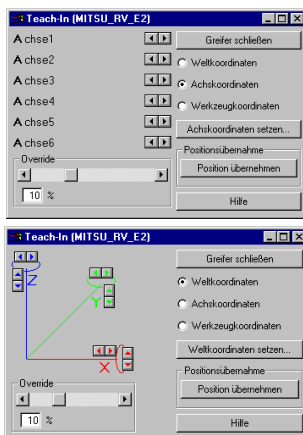 Teach-In (MITSU_RV_E2)
Achse1
Achse2
Achse3
Achse4
Achse5
Achse6
Override
10 %
Greifer schließen
Weltkoordinaten
Achskoordinaten
Werkzeugkoordinaten
Achskoordinaten setzen...
Positionsübernahme
Position übernehmen
Hilfe
Teach-In (MITSU_RV_E2)
Z
Y
X
Override
10 %
Greifer schließen
Weltkoordinaten
Achskoordinaten
Werkzeugkoordinaten
Weltkoordinaten setzen...
Positionsübernahme
Position übernehmen
Hilfe